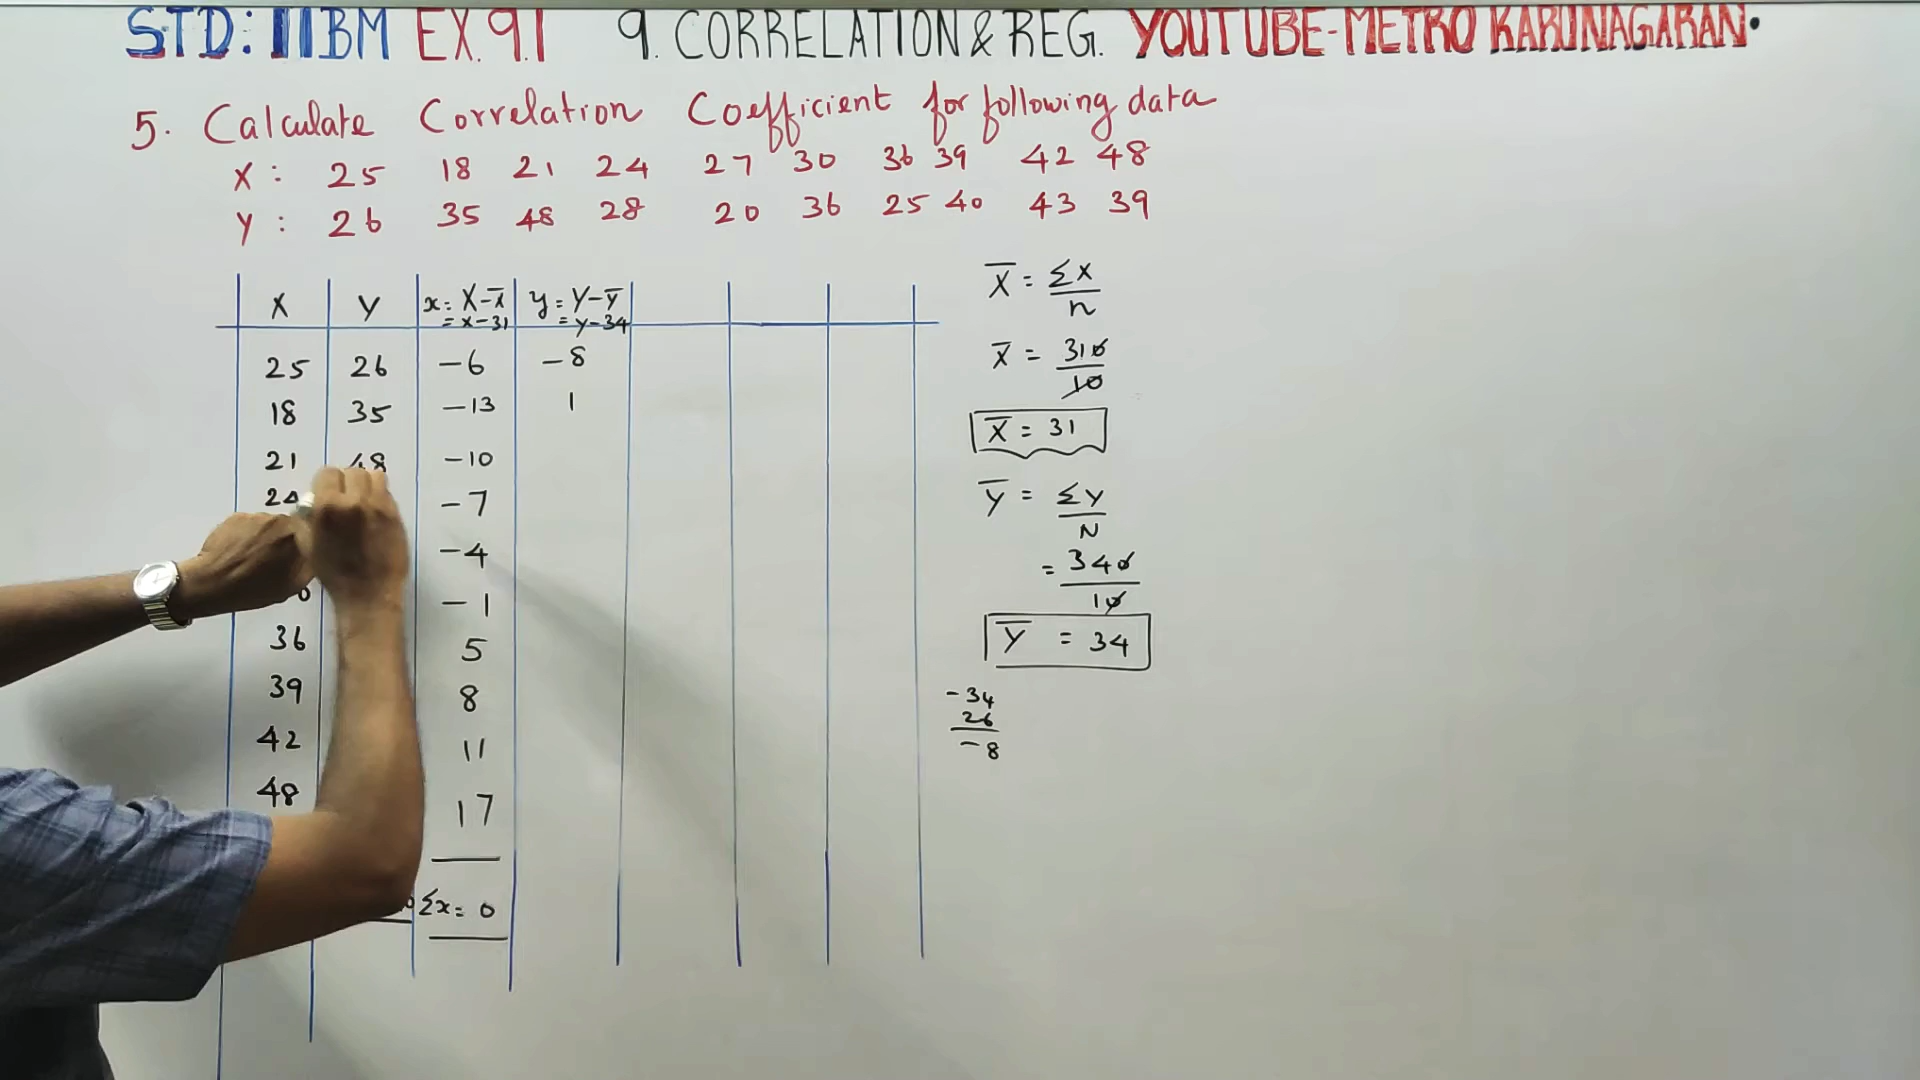 STD: 11BM EX. 9.1 9. CORRELATION & REG. YOUTUBE-METRO KARUNAGARAN.
5. Calculate Correlation Coefficient for following data
X : 25 18 21 24 27 30 36 39 42 48
Y : 26 35 48 28 20 36 25 40 43 39
X Y x = X-X̅ y = Y-Y̅
= x-31 = y-34
25 26 -6 -8
18 35 -13 1
21 48 -10
24 -7
-4
-1
36 5
39 8
42 11
48 17
Σx = 0
X̅ = Σx/n
X̅ = 310/10
X̅ = 31
Y̅ = Σy/N
= 340/10
Y̅ = 34
-34
26
-8